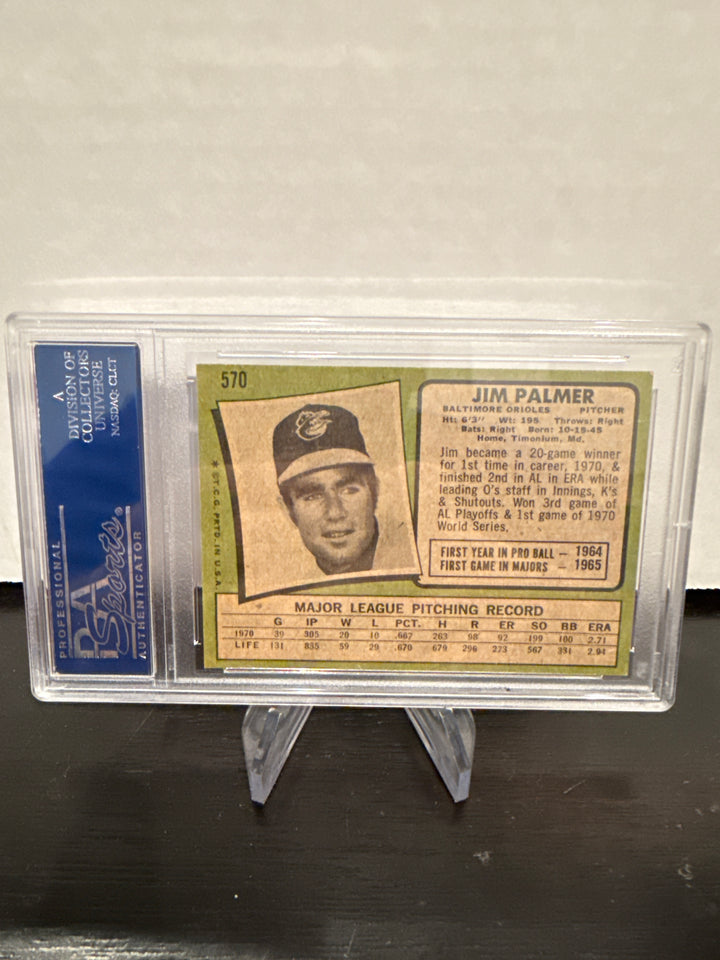 A
DIVISION OF
COLLECTORS
UNIVERSE
NASDAQ: CLCT
PROFESSIONAL
PSA
Sports
AUTHENTICATOR
570
* ©T.C.G. PRTD. IN U.S.A.
JIM PALMER
BALTIMORE ORIOLES PITCHER
Ht: 6'3" Wt: 195 Throws: Right
Bats: Right Born: 10-15-45
Home, Timonium, Md.
Jim became a 20-game winner
for 1st time in career, 1970, &
finished 2nd in AL in ERA while
leading O's staff in Innings, K's
& Shutouts. Won 3rd game of
AL Playoffs & 1st game of 1970
World Series.
FIRST YEAR IN PRO BALL — 1964
FIRST GAME IN MAJORS — 1965
MAJOR LEAGUE PITCHING RECORD
G IP W L PCT. H R ER SO BB ERA
1970 39 305 20 10 .667 263 98 92 199 100 2.71
LIFE 131 835 59 29 .670 679 296 273 567 331 2.94